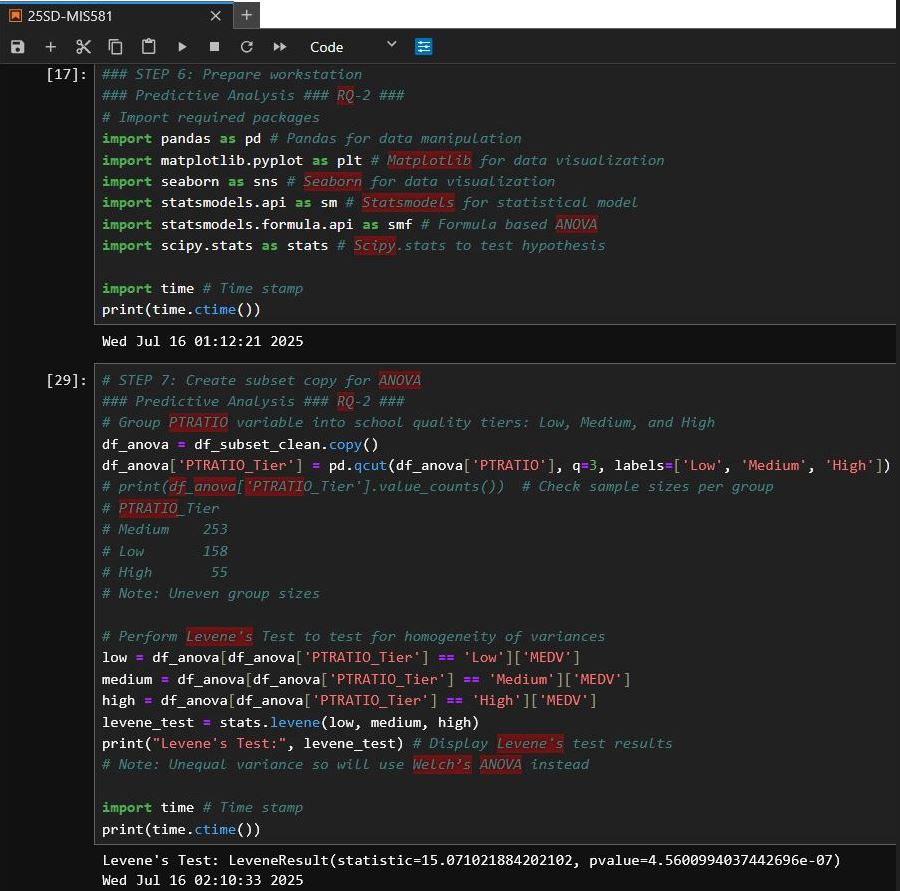 25SD-MIS581
Code
[17]:
### STEP 6: Prepare workstation
### Predictive Analysis ### RQ-2 ###
# Import required packages
import pandas as pd # Pandas for data manipulation
import matplotlib.pyplot as plt # Matplotlib for data visualization
import seaborn as sns # Seaborn for data visualization
import statsmodels.api as sm # Statsmodels for statistical model
import statsmodels.formula.api as smf # Formula based ANOVA
import scipy.stats as stats # Scipy.stats to test hypothesis
import time # Time stamp
print(time.ctime())
Wed Jul 16 01:12:21 2025
[29]:
# STEP 7: Create subset copy for ANOVA
### Predictive Analysis ### RQ-2 ###
# Group PTRATIO variable into school quality tiers: Low, Medium, and High
df_anova = df_subset_clean.copy()
df_anova['PTRATIO_Tier'] = pd.qcut(df_anova['PTRATIO'], q=3, labels=['Low', 'Medium', 'High'])
# print(df_anova['PTRATIO_Tier'].value_counts())  # Check sample sizes per group
# PTRATIO_Tier
# Medium    253
# Low       158
# High       55
# Note: Uneven group sizes
# Perform Levene's Test to test for homogeneity of variances
low = df_anova[df_anova['PTRATIO_Tier'] == 'Low']['MEDV']
medium = df_anova[df_anova['PTRATIO_Tier'] == 'Medium']['MEDV']
high = df_anova[df_anova['PTRATIO_Tier'] == 'High']['MEDV']
levene_test = stats.levene(low, medium, high)
print("Levene's Test:", levene_test) # Display Levene's test results
# Note: Unequal variance so will use Welch's ANOVA instead
import time # Time stamp
print(time.ctime())
Levene's Test: LeveneResult(statistic=15.071021884202102, pvalue=4.5600994037442696e-07)
Wed Jul 16 02:10:33 2025